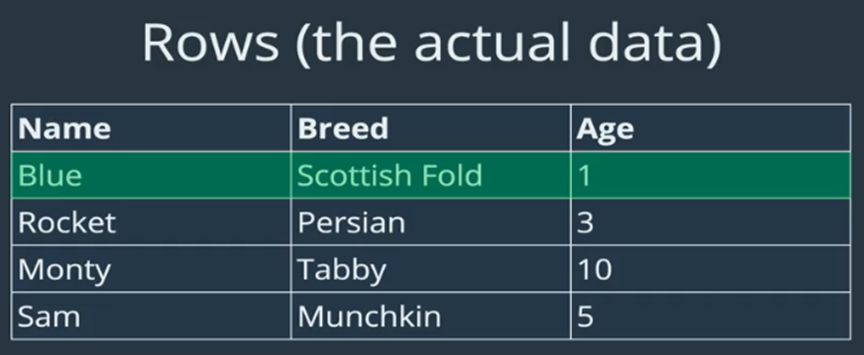 Rows (the actual data)
Name Breed Age
Blue Scottish Fold 1
Rocket Persian 3
Monty Tabby 10
Sam Munchkin 5